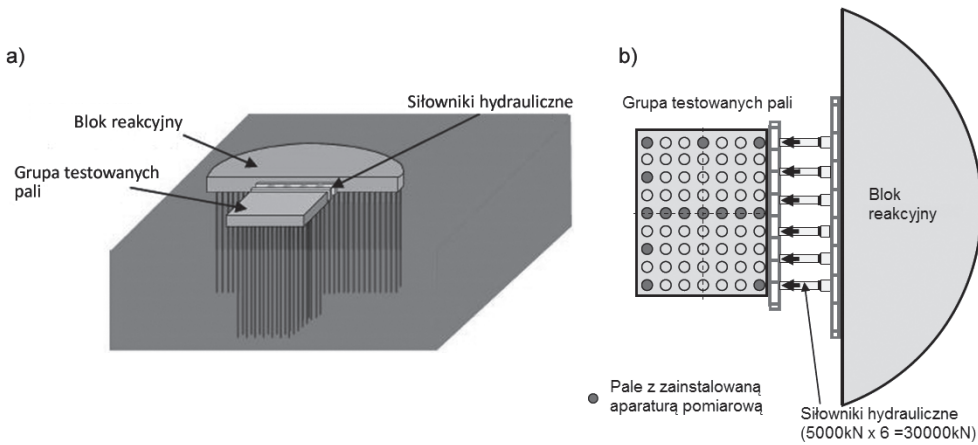 a)
Siłowniki hydrauliczne
Blok reakcyjny
Grupa testowanych
pali
b)
Grupa testowanych pali
Blok
reakcyjny
Pale z zainstalowaną
aparaturą pomiarową
Siłowniki hydrauliczne
(5000kN x 6 =30000kN)